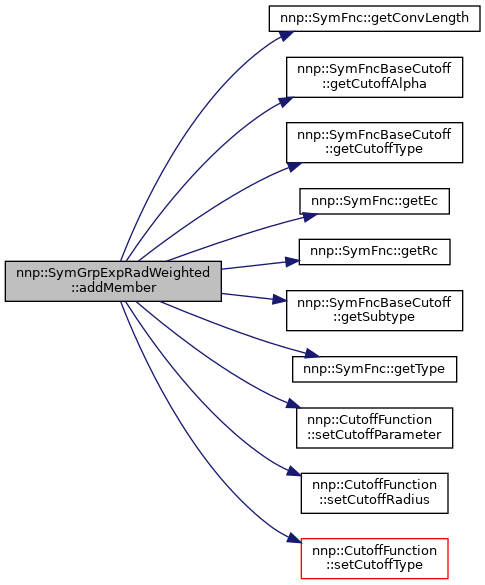 nnp::SymGrpExpRadWeighted
::addMember
nnp::SymFnc::getConvLength
nnp::SymFncBaseCutoff
::getCutoffAlpha
nnp::SymFncBaseCutoff
::getCutoffType
nnp::SymFnc::getEc
nnp::SymFnc::getRc
nnp::SymFncBaseCutoff
::getSubtype
nnp::SymFnc::getType
nnp::CutoffFunction
::setCutoffParameter
nnp::CutoffFunction
::setCutoffRadius
nnp::CutoffFunction
::setCutoffType